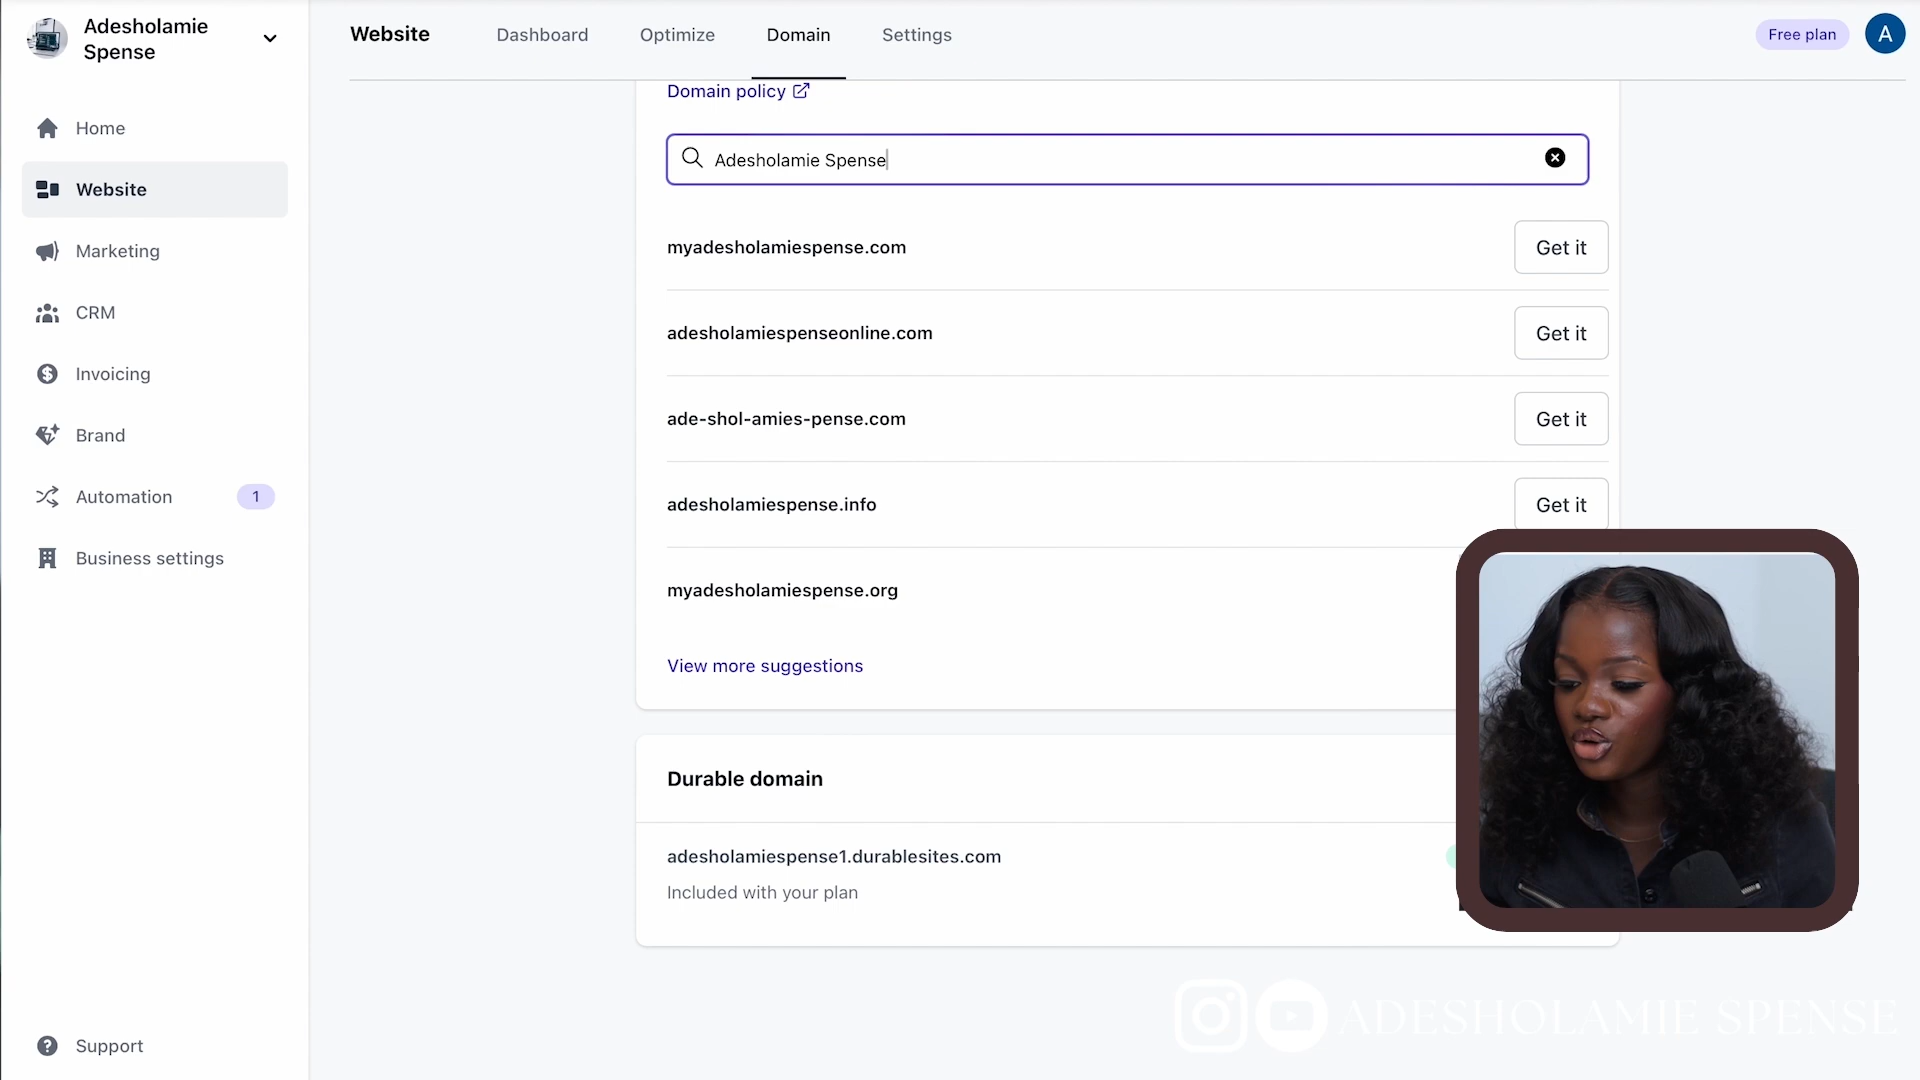 Adesholamie
Spense
Website
Dashboard
Optimize
Domain
Settings
Free plan
A
Home
Website
Marketing
CRM
Invoicing
Brand
Automation
1
Business settings
Support
Domain policy
Adesholamie Spense
myadesholamiespense.com
Get it
adesholamiespenseonline.com
Get it
ade-shol-amies-pense.com
Get it
adesholamiespense.info
Get it
myadesholamiespense.org
View more suggestions
Durable domain
adesholamiespense1.durablesites.com
Included with your plan
ADESHOLAMIE SPENSE